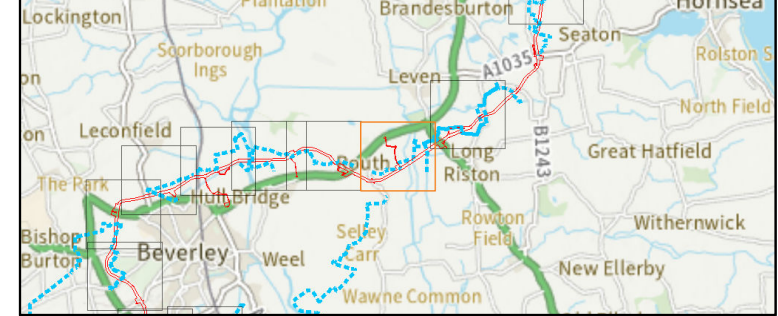 Plantation
Brandesburton
Hornsea
Lockington
Seaton
Scorborough
Ings
Rolston S
A1035
Leven
on
North Field
Leconfield
on
B1243
Great Hatfield
Routh
Long
Riston
The Park
Hull Bridge
Rowton
Field
Withernwick
Bishop
Burton
Selley
Carr
Beverley
Weel
New Ellerby
Wawne Common